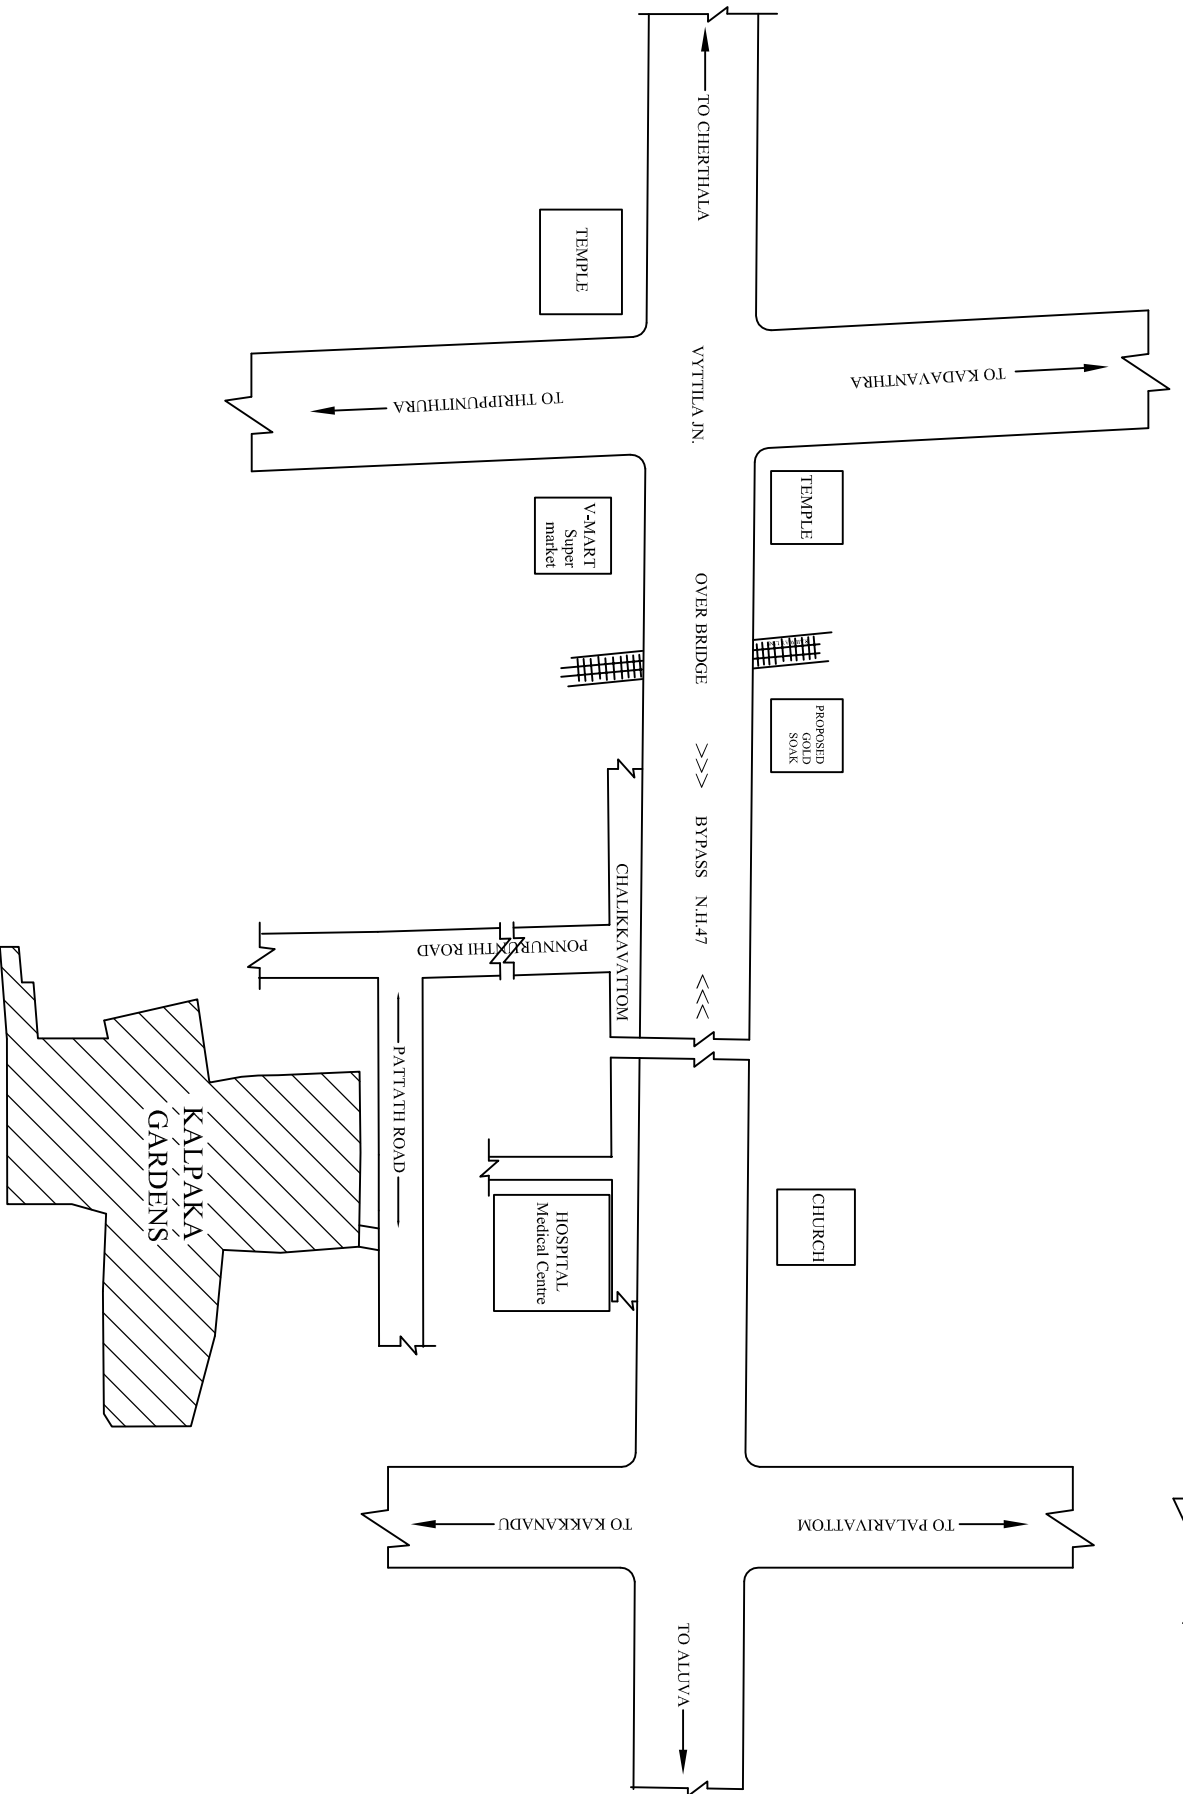 TO CHERTHALA
TEMPLE
TO KADAVANTHRA
VYTTILA JN.
TO THRIPPUNITHURA
TEMPLE
V-MART
Super
market
OVER BRIDGE
PROPOSED
GOLD
SOAK
>>> BYPASS N.H.47 <<<
CHALIKKAVATTOM
PONNURUNTHI ROAD
PATTATH ROAD
KALPAKA
GARDENS
CHURCH
HOSPITAL
Medical Centre
TO PALARIVATTOM
TO KAKKANADU
TO ALUVA